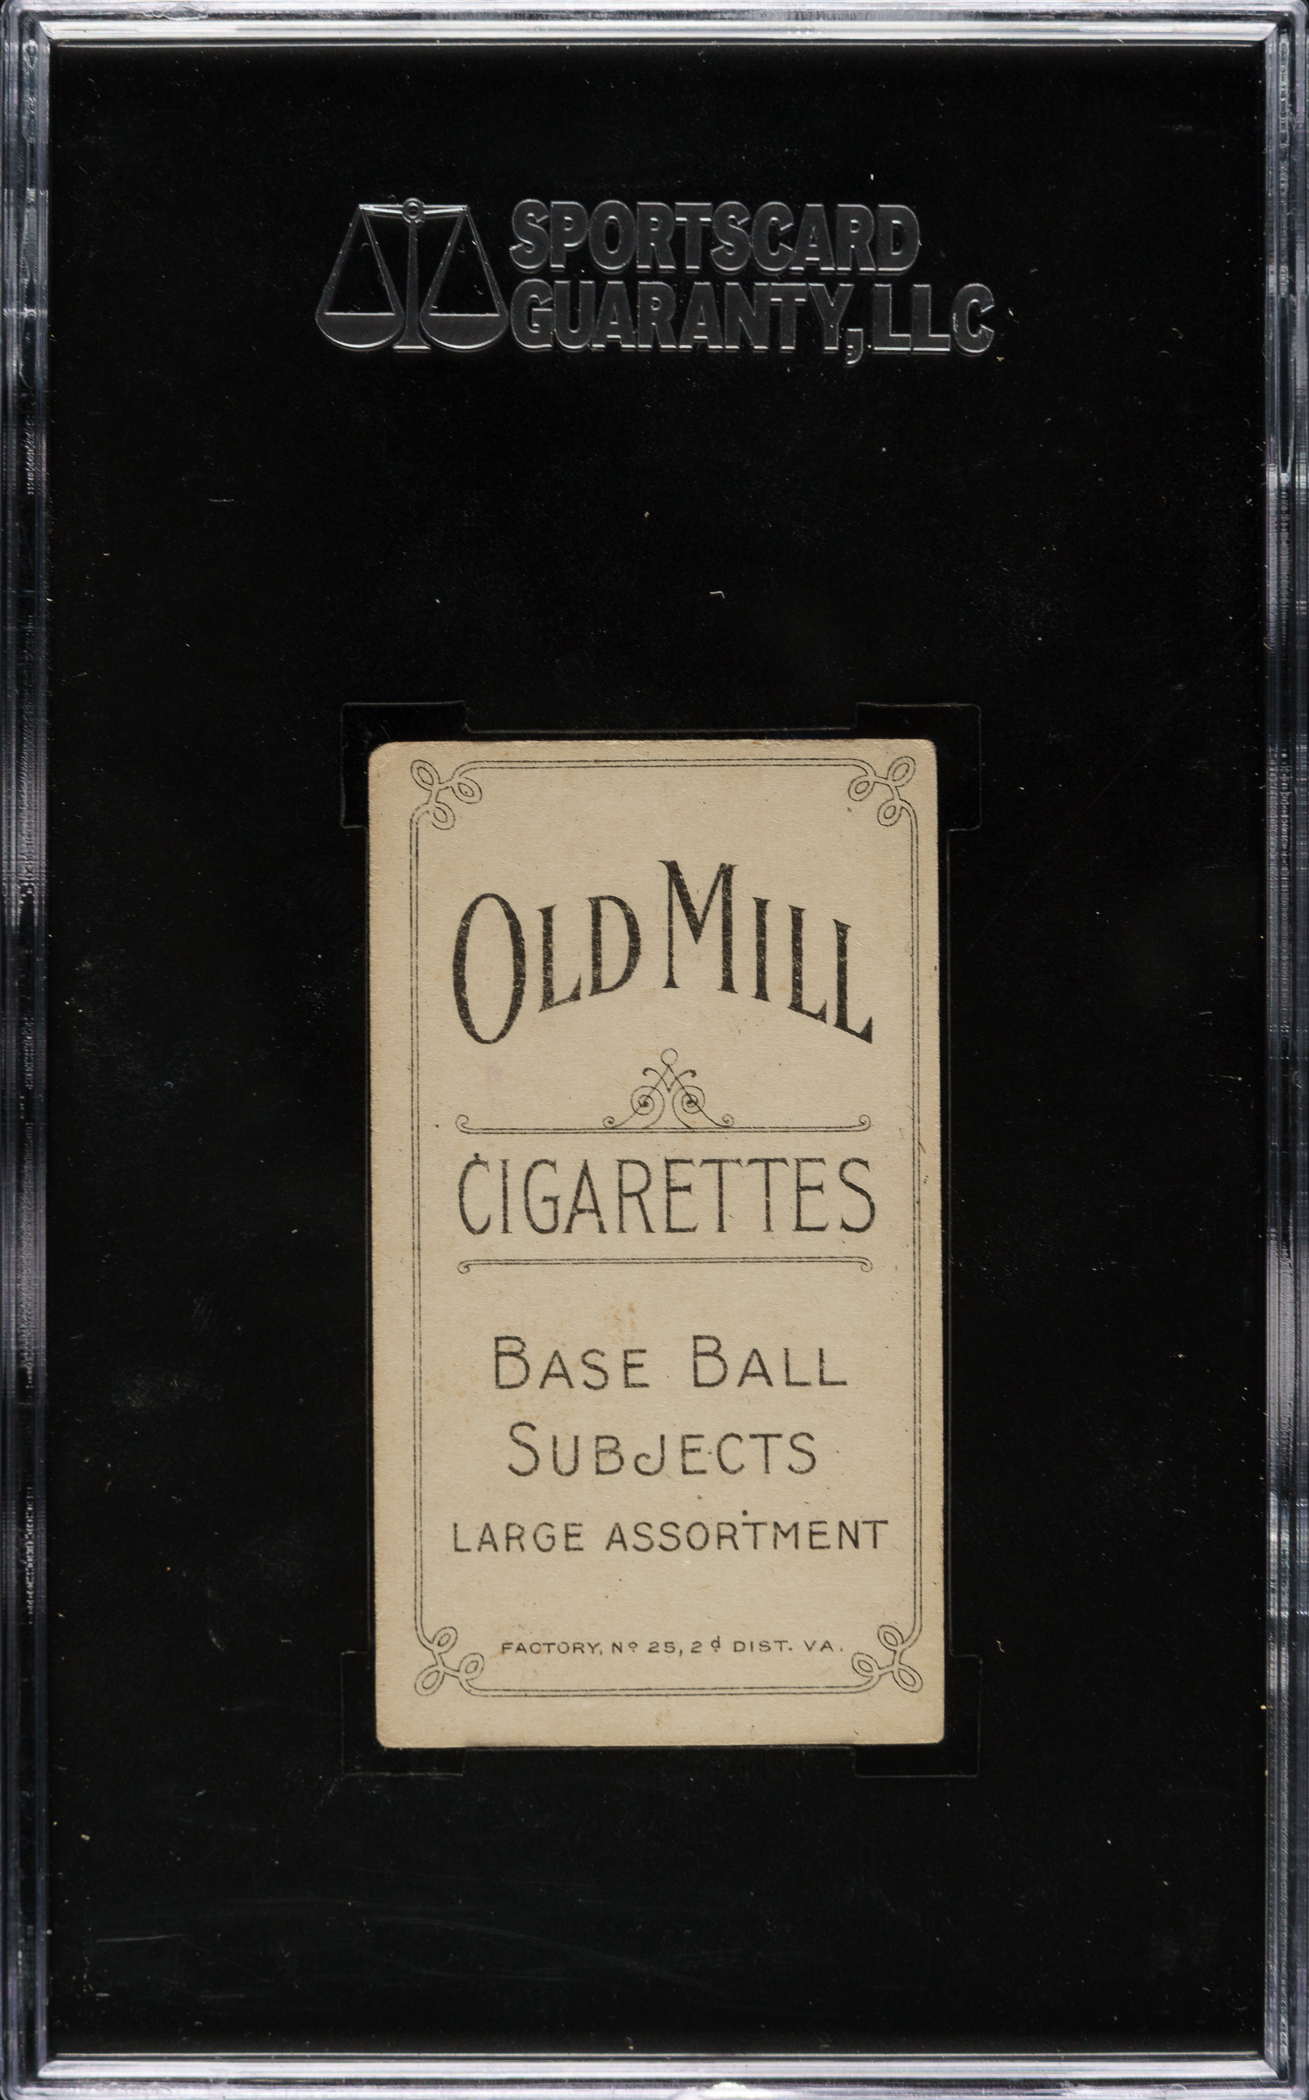 SPORTSCARD
GUARANTY, LLC
OLD MILL
CIGARETTES
BASE BALL
SUBJECTS
LARGE ASSORTMENT
FACTORY, Nº 25, 2d DIST. VA.